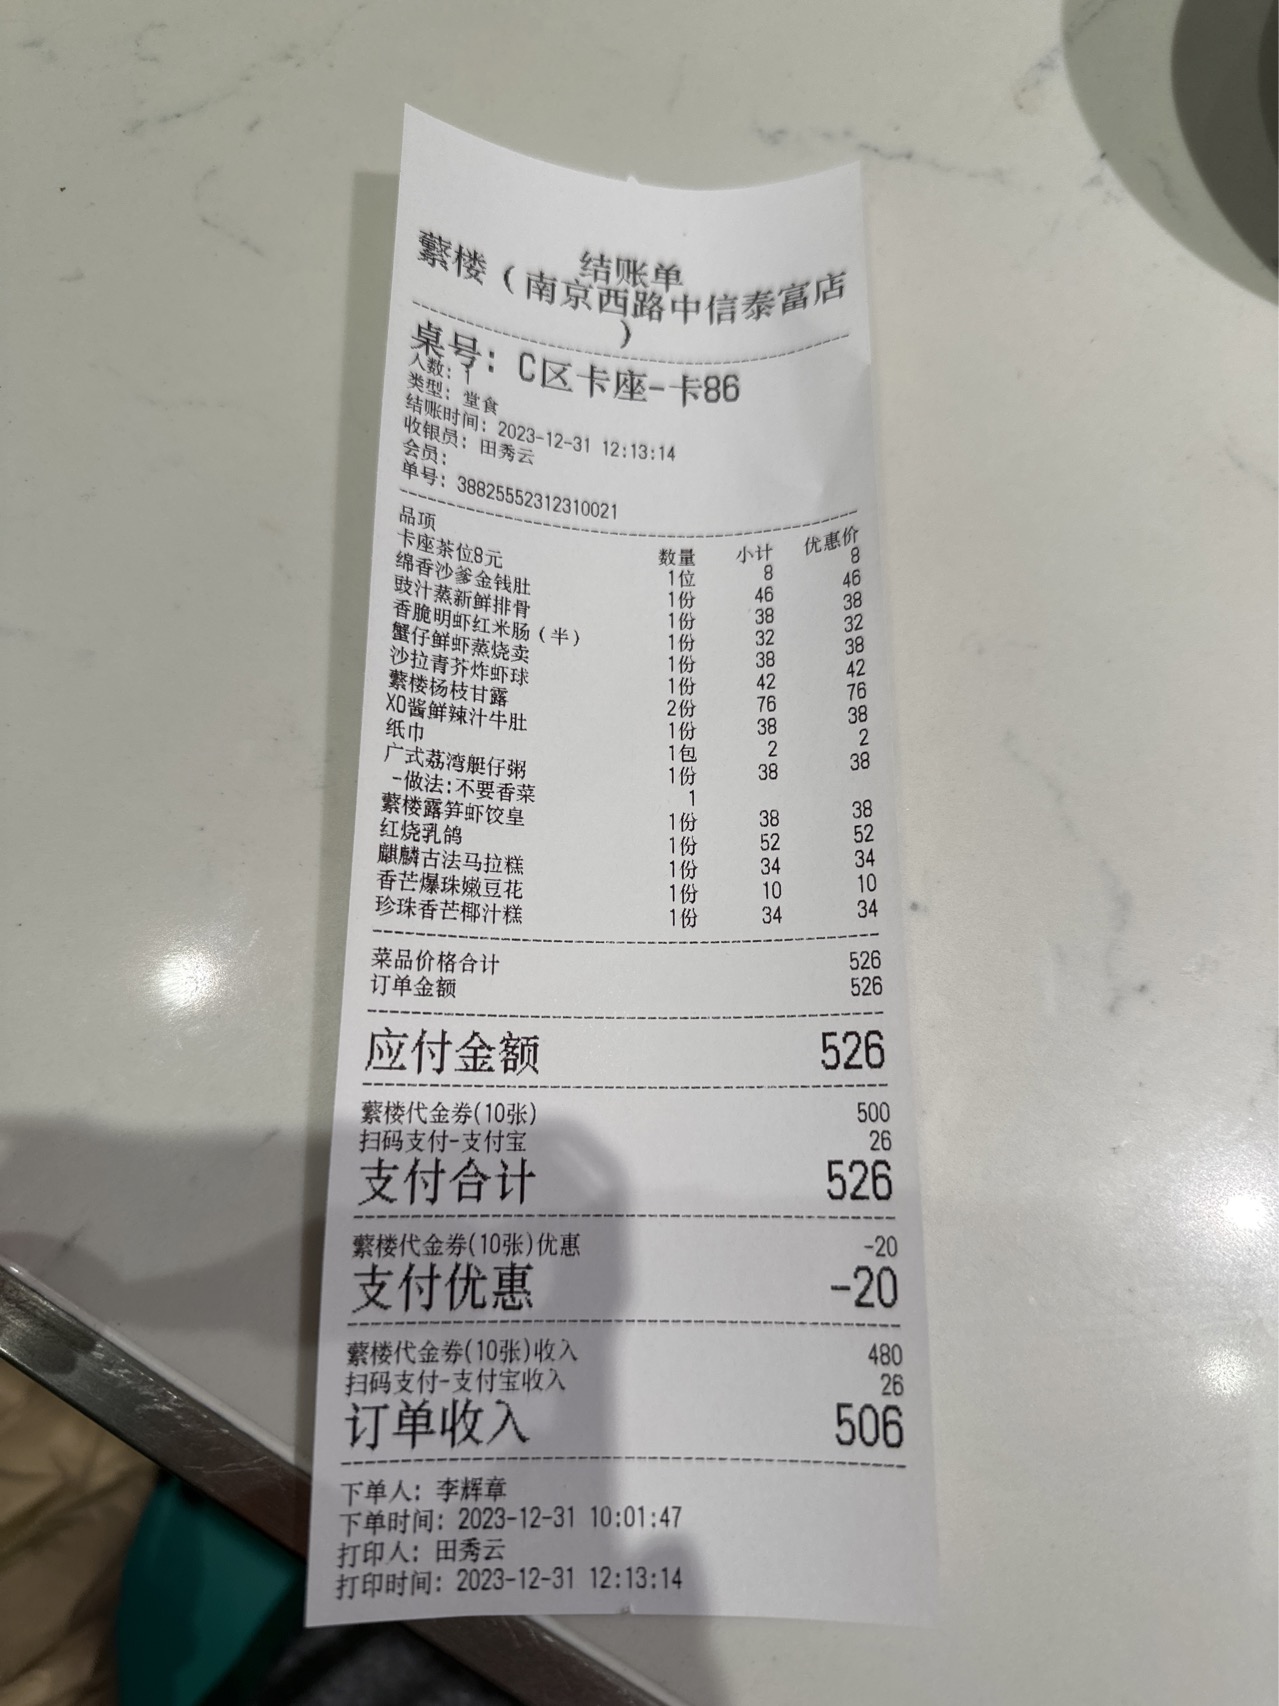 结账单
蘩楼（南京西路中信泰富店
）
桌号：C区卡座-卡86
人数：1
类型：堂食
结账时间：2023-12-31 12:13:14
收银员：田秀云
会员：
单号：38825552312310021
品项 数量 小计 优惠价
卡座茶位8元 1位 8 8
绵香沙爹金钱肚 1份 46 46
豉汁蒸新鲜排骨 1份 38 38
香脆明虾红米肠（半） 1份 32 32
蟹仔鲜虾蒸烧卖 1份 38 38
沙拉青芥炸虾球 1份 42 42
蘩楼杨枝甘露 2份 76 76
XO酱鲜辣汁牛肚 1份 38 38
纸巾 1包 2 2
广式荔湾艇仔粥 1份 38 38
-做法:不要香菜 1
蘩楼露笋虾饺皇 1份 38 38
红烧乳鸽 1份 52 52
麒麟古法马拉糕 1份 34 34
香芒爆珠嫩豆花 1份 10 10
珍珠香芒椰汁糕 1份 34 34
菜品价格合计 526
订单金额 526
应付金额 526
蘩楼代金券(10张) 500
扫码支付-支付宝 26
支付合计 526
蘩楼代金券(10张)优惠 -20
支付优惠 -20
蘩楼代金券(10张)收入 480
扫码支付-支付宝收入 26
订单收入 506
下单人：李辉章
下单时间：2023-12-31 10:01:47
打印人：田秀云
打印时间：2023-12-31 12:13:14